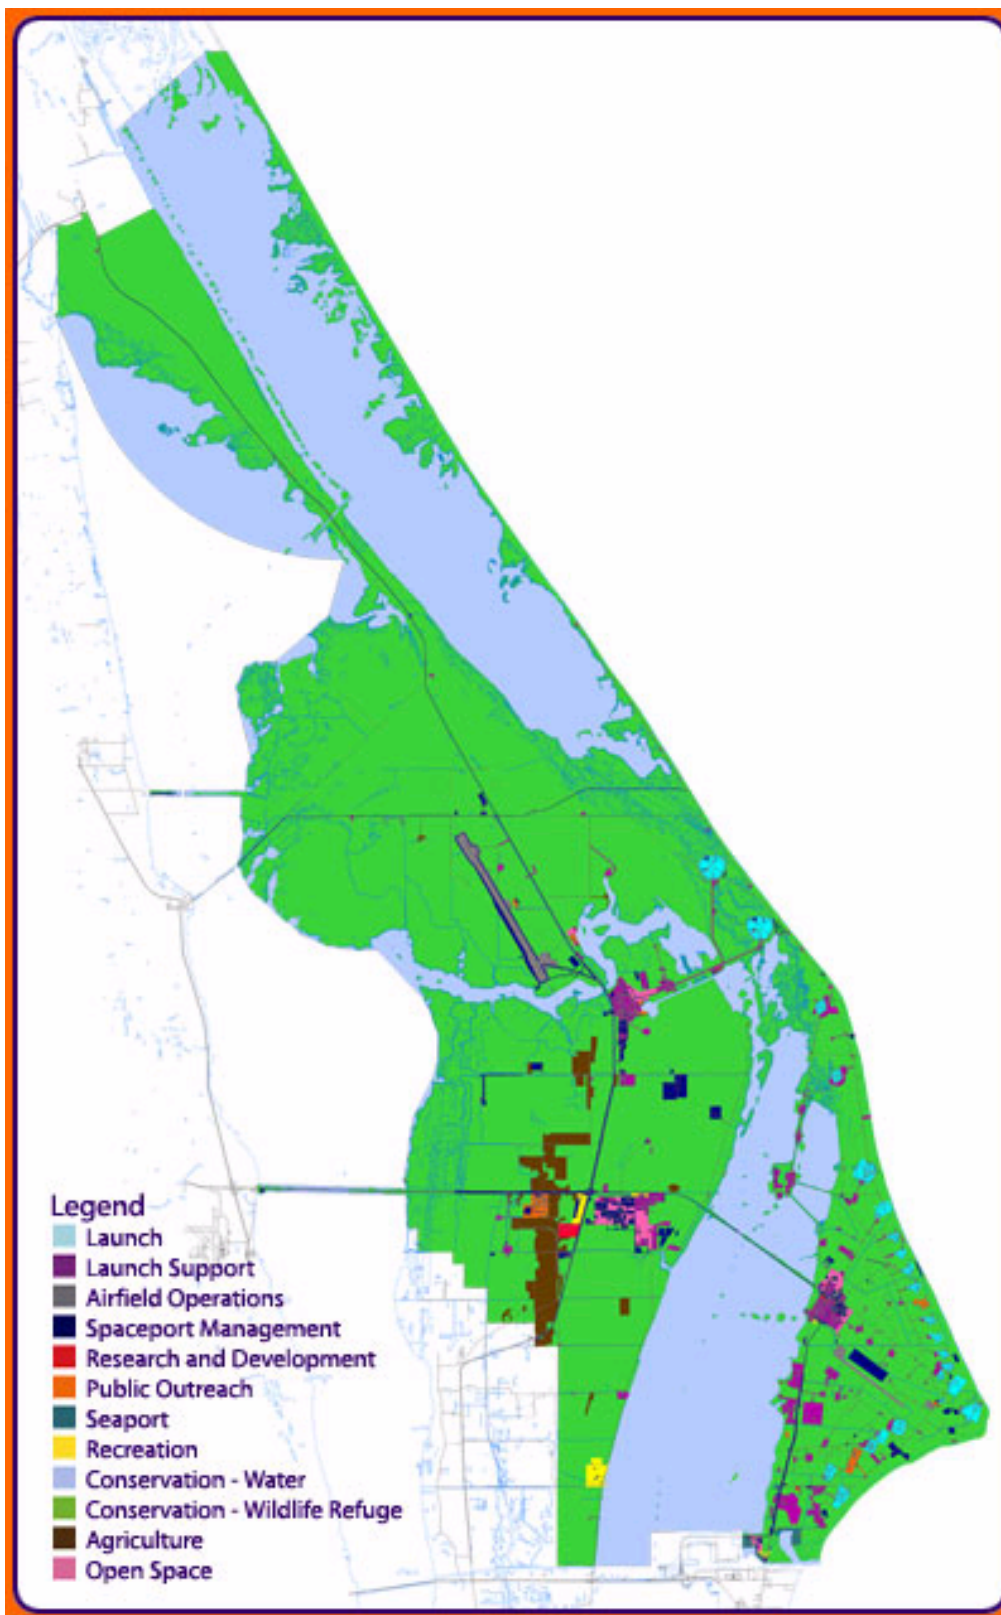 Legend
Launch
Launch Support
Airfield Operations
Spaceport Management
Research and Development
Public Outreach
Seaport
Recreation
Conservation - Water
Conservation - Wildlife Refuge
Agriculture
Open Space